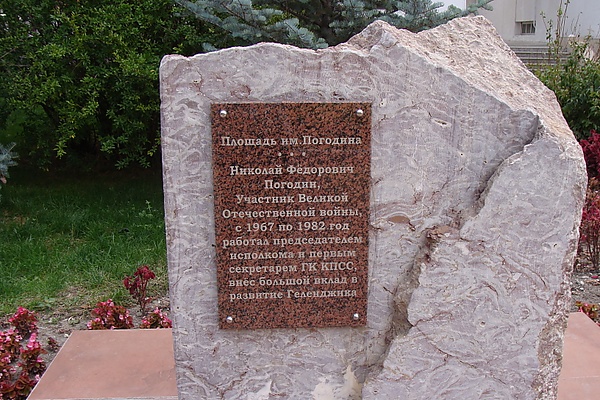 Площадь им.Погодина
* * *
Николай Фёдорович
Погодин,
Участник Великой
Отечественной войны,
с 1967 по 1982 год
работал председателем
исполкома и первым
секретарем ГК КПСС,
внес большой вклад в
развитие Геленджика